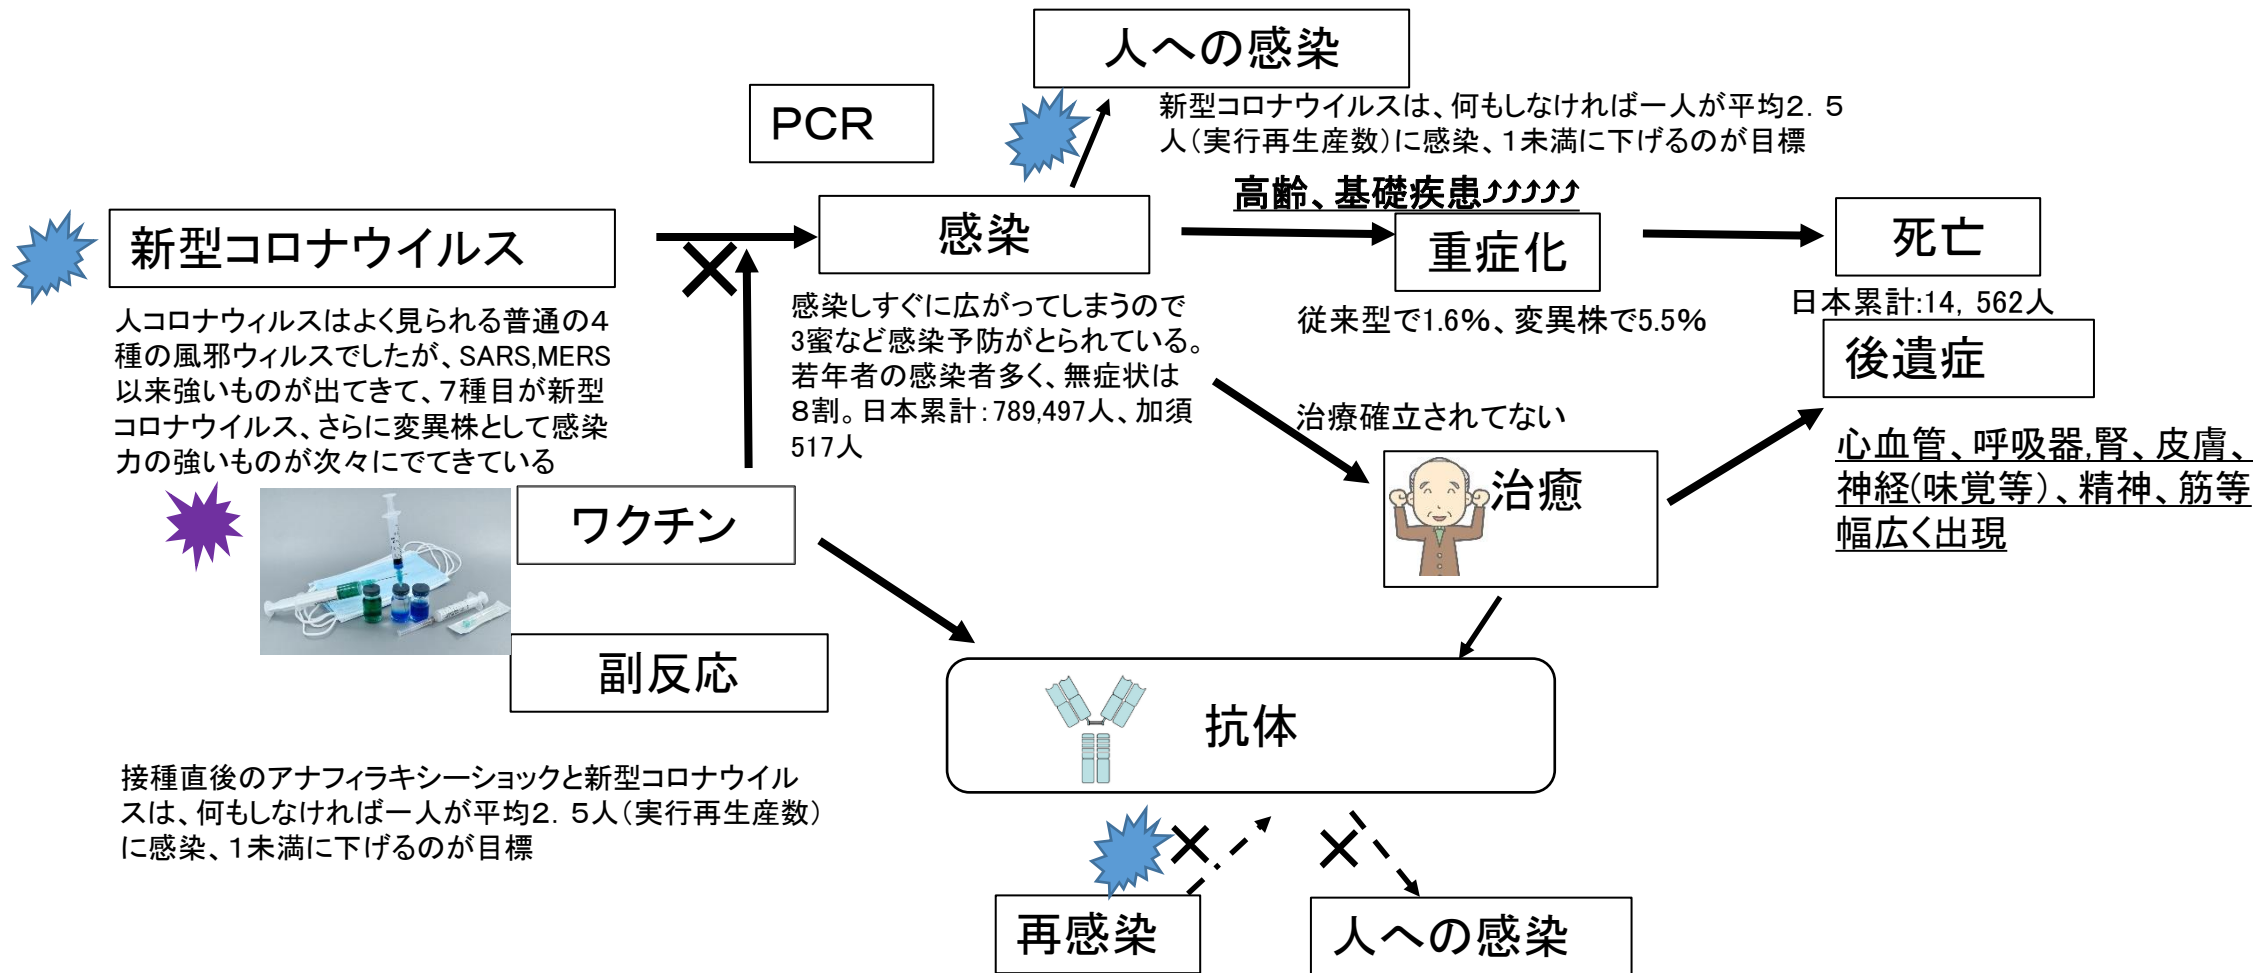 人への感染
PCR
新型コロナウイルスは、何もしなければ一人が平均2．5
人（実行再生産数）に感染、1未満に下げるのが目標
高齢、基礎疾患⤴⤴⤴⤴⤴
新型コロナウイルス
感染
重症化
死亡
人コロナウィルスはよく見られる普通の4
種の風邪ウィルスでしたが、SARS,MERS
以来強いものが出てきて、7種目が新型
コロナウイルス、さらに変異株として感染
力の強いものが次々にでてきている
感染しすぐに広がってしまうので
3蜜など感染予防がとられている。
若年者の感染者多く、無症状は
8割。日本累計：789,497人、加須
517人
従来型で1.6%、変異株で5.5%
日本累計:14，562人
後遺症
治療確立されてない
心血管、呼吸器,腎、皮膚、
神経(味覚等）、精神、筋等
幅広く出現
治癒
ワクチン
副反応
抗体
接種直後のアナフィラキシーショックと新型コロナウイル
スは、何もしなければ一人が平均2．5人（実行再生産数）
に感染、1未満に下げるのが目標
再感染
人への感染